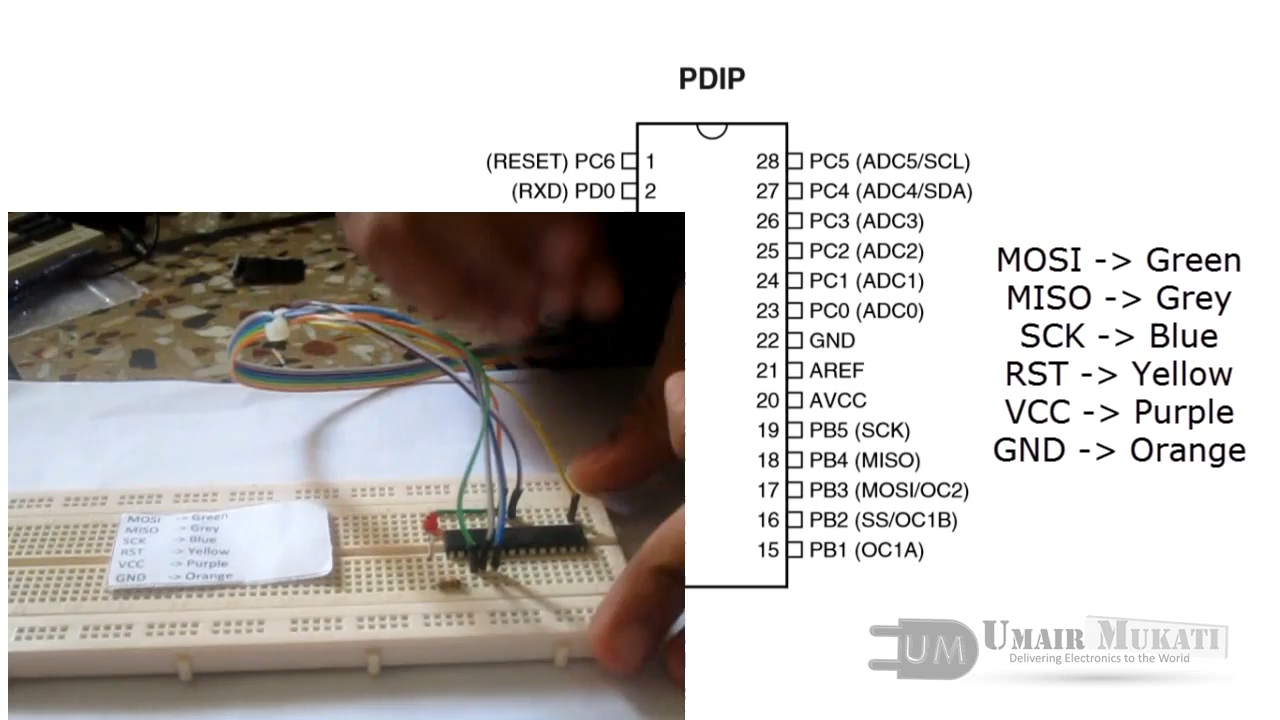 PDIP
(RESET) PC6 1 28 PC5 (ADC5/SCL)
(RXD) PD0 2 27 PC4 (ADC4/SDA)
26 PC3 (ADC3)
25 PC2 (ADC2)
24 PC1 (ADC1)
23 PC0 (ADC0)
22 GND
21 AREF
20 AVCC
19 PB5 (SCK)
18 PB4 (MISO)
17 PB3 (MOSI/OC2)
16 PB2 (SS/OC1B)
15 PB1 (OC1A)
MOSI -> Green
MISO -> Grey
SCK -> Blue
RST -> Yellow
VCC -> Purple
GND -> Orange
MOSI -> Green
MISO -> Grey
SCK -> Blue
RST -> Yellow
VCC -> Purple
GND -> Orange
UM UMAIR MUKATI
Delivering Electronics to the World